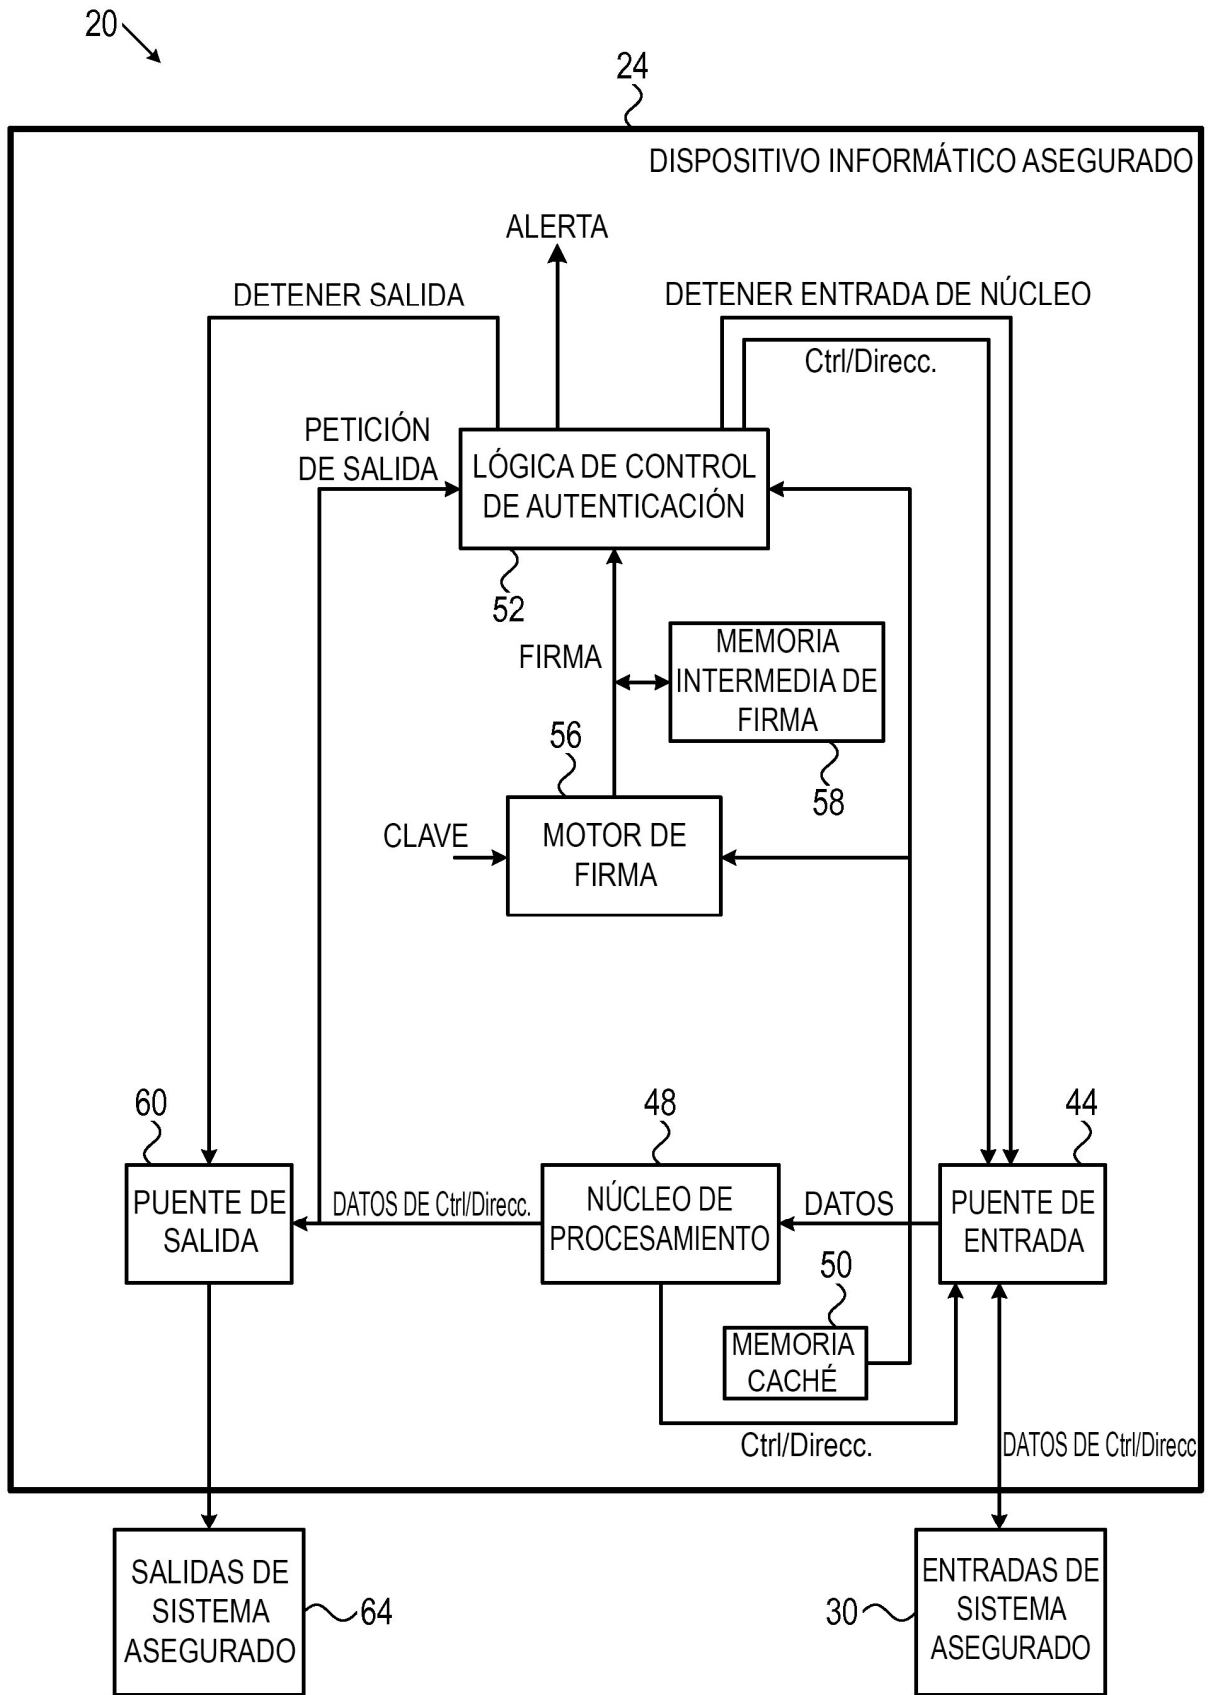 20
24
DISPOSITIVO INFORMÁTICO ASEGURADO
ALERTA
DETENER SALIDA
DETENER ENTRADA DE NÚCLEO
Ctrl/Direcc.
PETICIÓN
DE SALIDA
LÓGICA DE CONTROL
DE AUTENTICACIÓN
52
FIRMA
MEMORIA
INTERMEDIA DE
FIRMA
58
56
CLAVE
MOTOR DE
FIRMA
60
48
44
PUENTE DE
SALIDA
DATOS DE Ctrl/Direcc.
NÚCLEO DE
PROCESAMIENTO
DATOS
PUENTE DE
ENTRADA
50
MEMORIA
CACHÉ
Ctrl/Direcc.
DATOS DE Ctrl/Direcc
SALIDAS DE
SISTEMA
ASEGURADO
64
30
ENTRADAS DE
SISTEMA
ASEGURADO